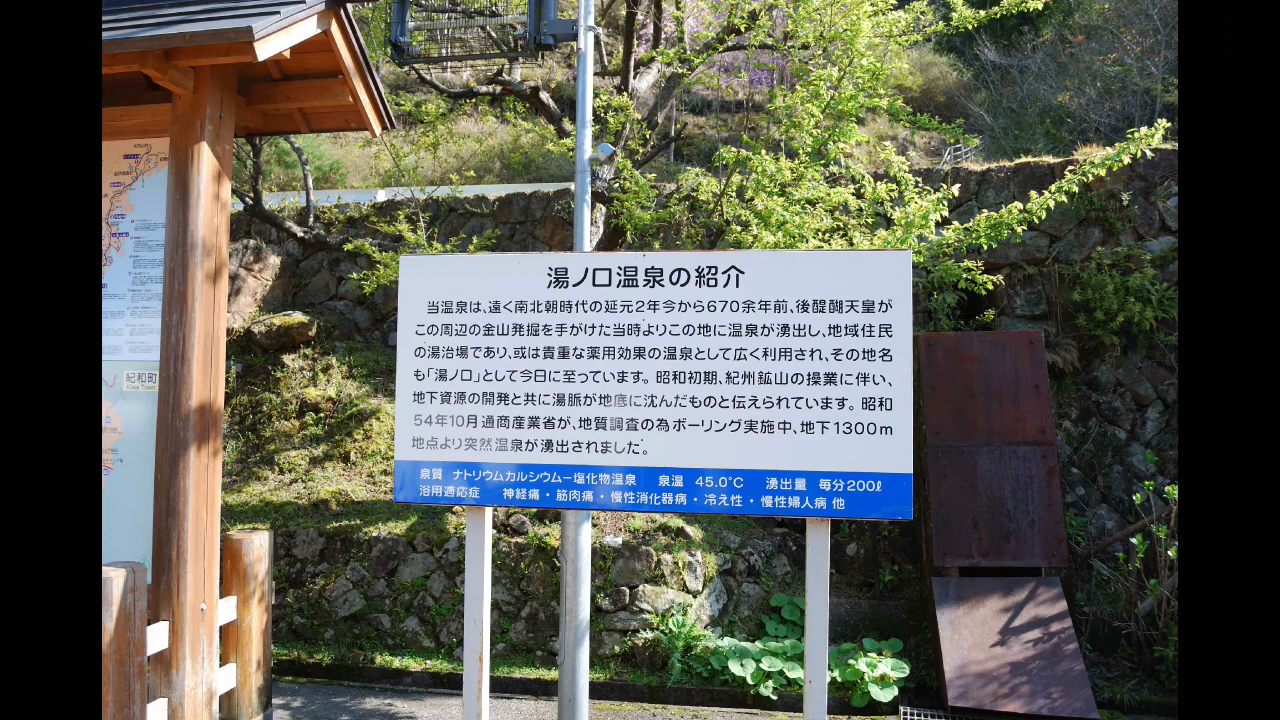 湯ノ口温泉の紹介
当温泉は、遠く南北朝時代の延元2年今から670余年前、後醍醐天皇が
この周辺の金山発掘を手がけた当時よりこの地に温泉が湧出し、地域住民
の湯治場であり、或は貴重な薬用効果の温泉として広く利用され、その地名
も「湯ノ口」として今日に至っています。昭和初期、紀州鉱山の操業に伴い、
地下資源の開発と共に湯脈が地底に沈んだものと伝えられています。昭和
54年10月通商産業省が、地質調査の為ボーリング実施中、地下1300m
地点より突然温泉が湧出されました。
泉質 ナトリウムカルシウムー塩化物温泉 泉温 45.0°C 湧出量 毎分200ℓ
浴用適応症 神経痛・筋肉痛・慢性消化器病・冷え性・慢性婦人病 他
紀和町
Kiwa Town